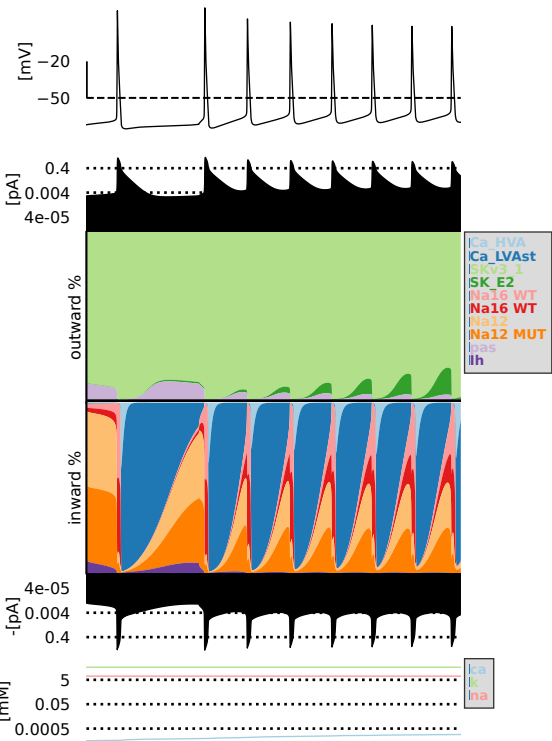 [mV]
−20
−50
[pA]
0.4
0.004
4e-05
outward %
Ca_HVA
Ca_LVAst
SKv3_1
SK_E2
Na16 WT
Na16 WT
Na12
Na12 MUT
pas
Ih
inward %
-[pA]
4e-05
0.004
0.4
[mM]
5
0.05
0.0005
ca
k
na